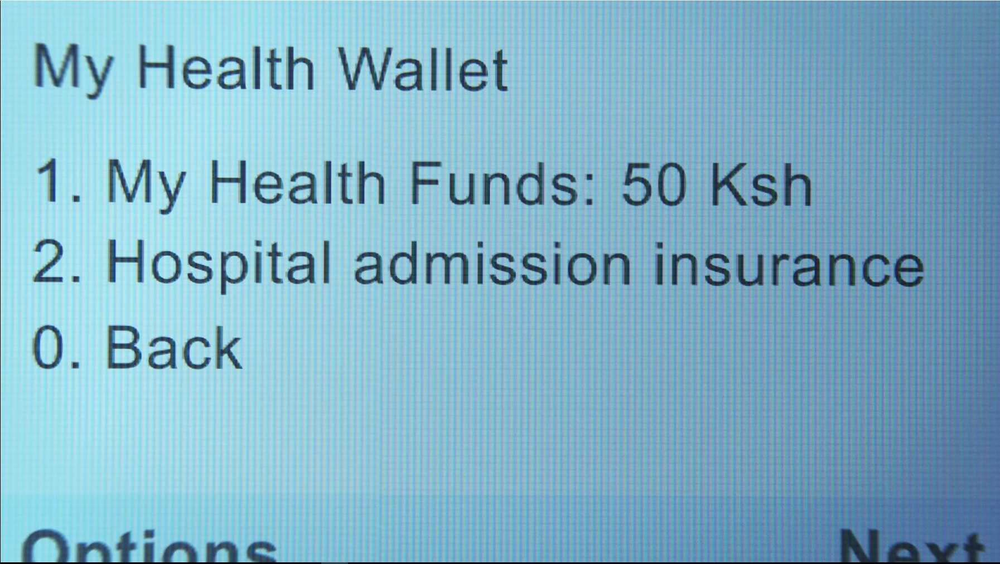 My Health Wallet
1. My Health Funds: 50 Ksh
2. Hospital admission insurance
0. Back
Options
Next